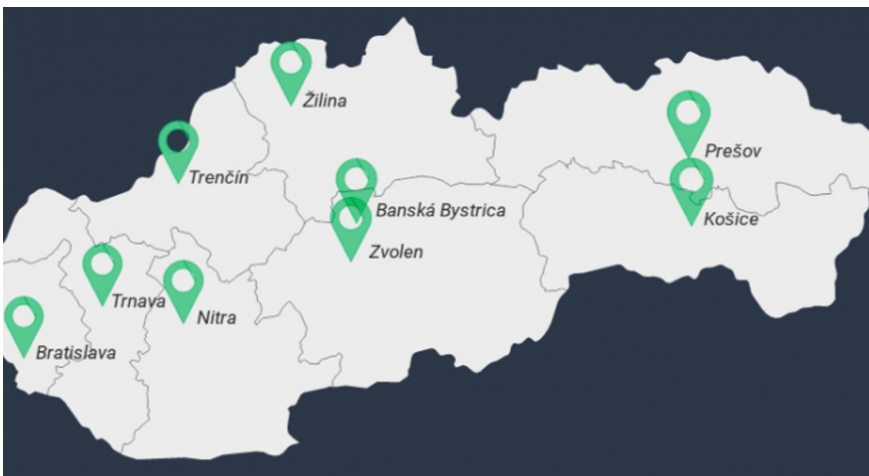 Žilina
Prešov
Trenčín
Banská Bystrica
Košice
Zvolen
Trnava
Nitra
Bratislava